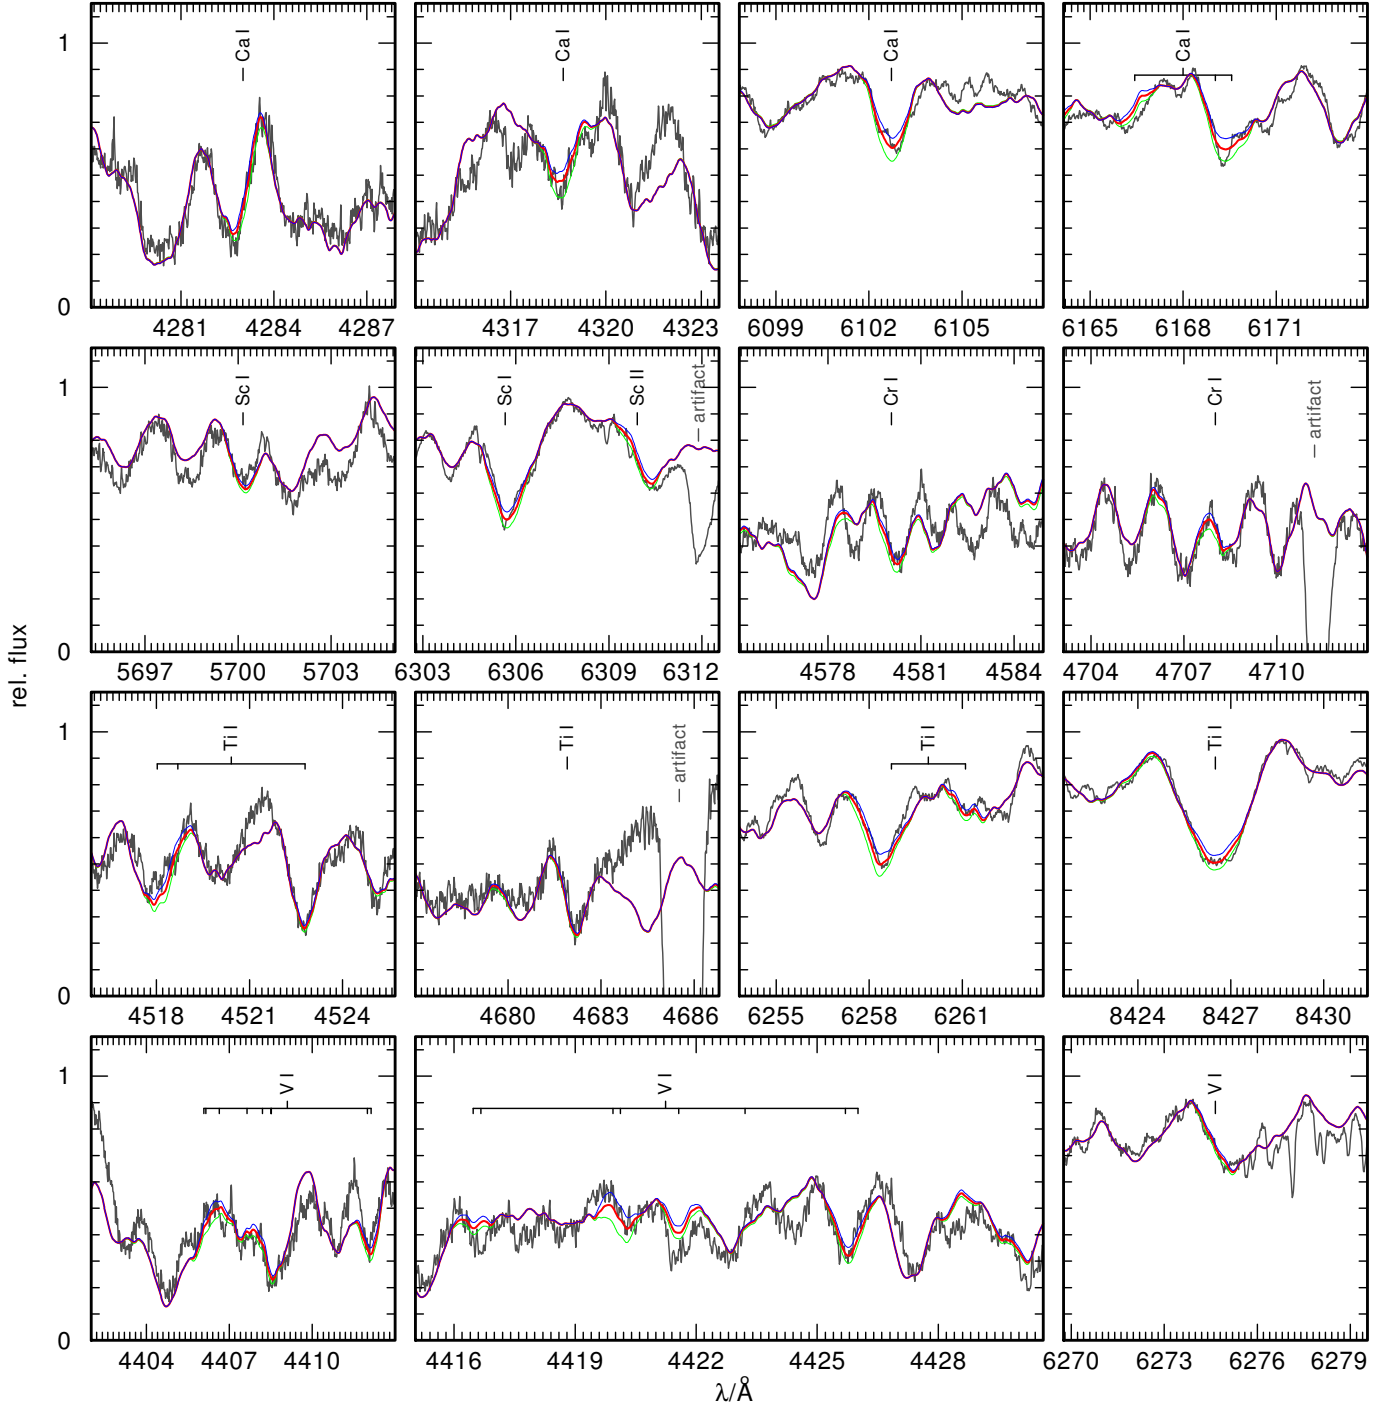 1
Ca I
Ca I
Ca I
Ca I
0
4281 4284 4287
4317 4320 4323
6099 6102 6105
6165 6168 6171
1
Sc I
Sc I
Sc II
artifact
Cr I
Cr I
artifact
0
5697 5700 5703
6303 6306 6309 6312
4578 4581 4584
4704 4707 4710
rel. flux
1
Ti I
Ti I
artifact
Ti I
Ti I
0
4518 4521 4524
4680 4683 4686
6255 6258 6261
8424 8427 8430
1
V I
V I
V I
0
4404 4407 4410
4416 4419 4422 4425 4428
6270 6273 6276 6279
λ/Å